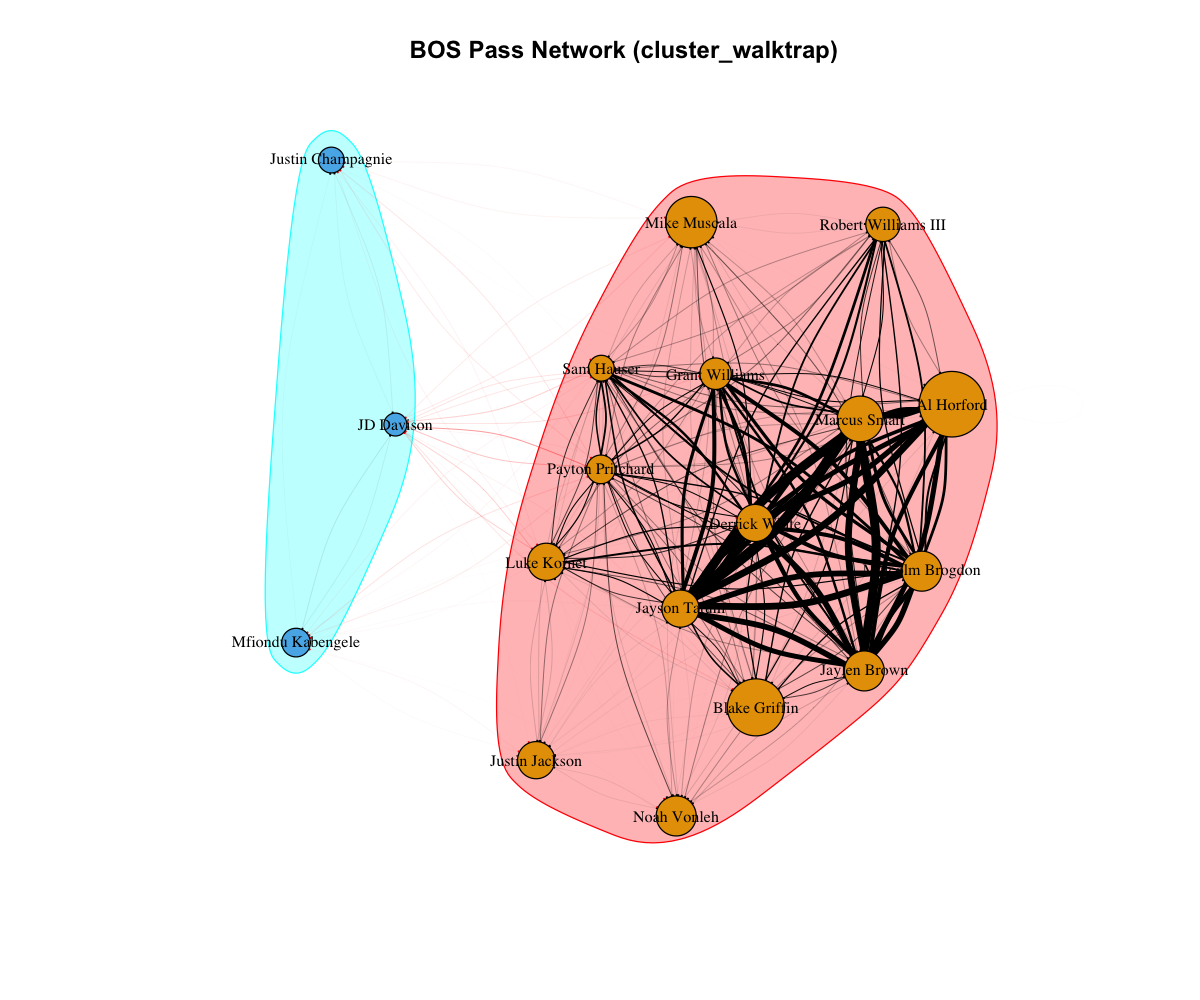 BOS Pass Network (cluster_walktrap)
Justin Champagnie
Mike Muscala
Robert Williams III
Sam Hauser
Grant Williams
Al Horford
Marcus Smart
JD Davison
Payton Pritchard
Derrick White
Luke Kornet
lm Brogdon
Jayson Tatum
Mfiondu Kabengele
Jaylen Brown
Blake Griffin
Justin Jackson
Noah Vonleh